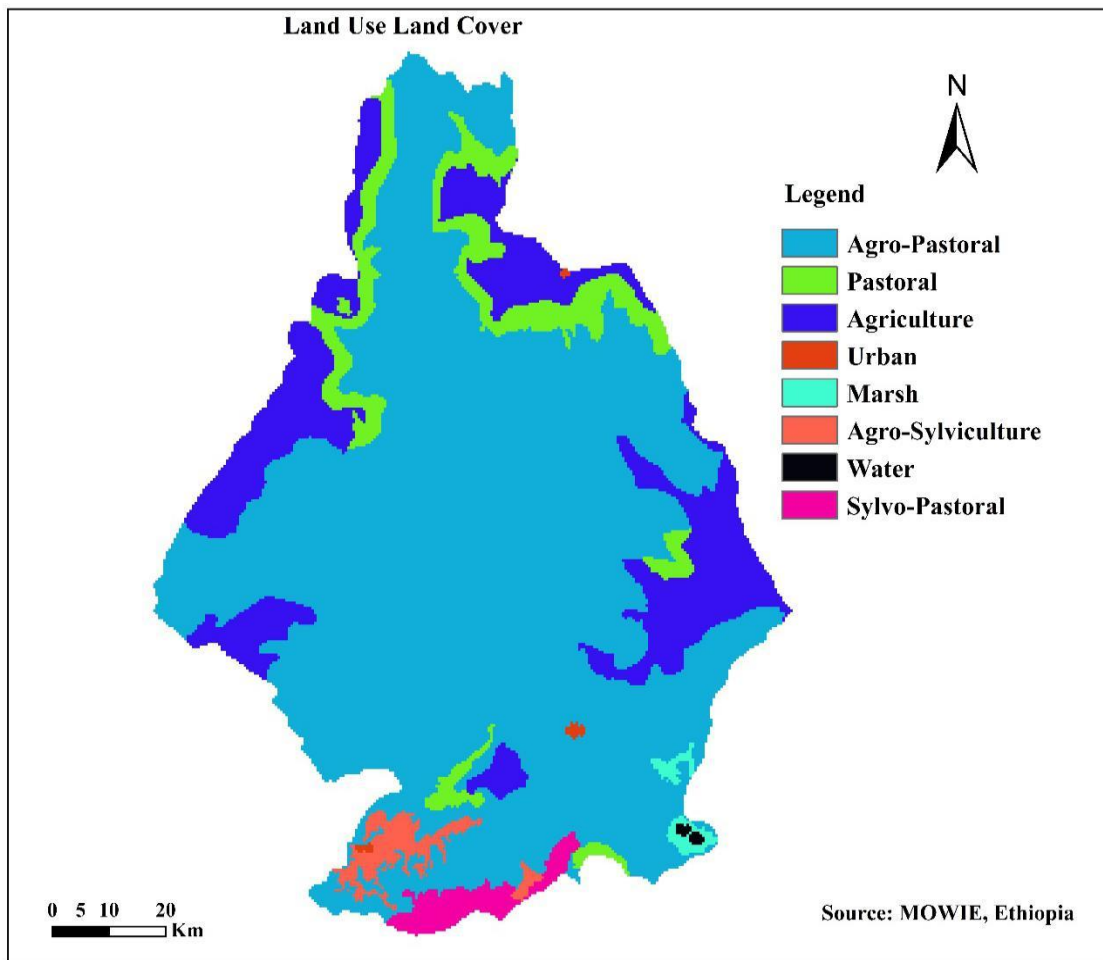 Land Use Land Cover
N
Legend
Agro-Pastoral
Pastoral
Agriculture
Urban
Marsh
Agro-Sylviculture
Water
Sylvo-Pastoral
0 5 10 20
Km
Source: MOWIE, Ethiopia